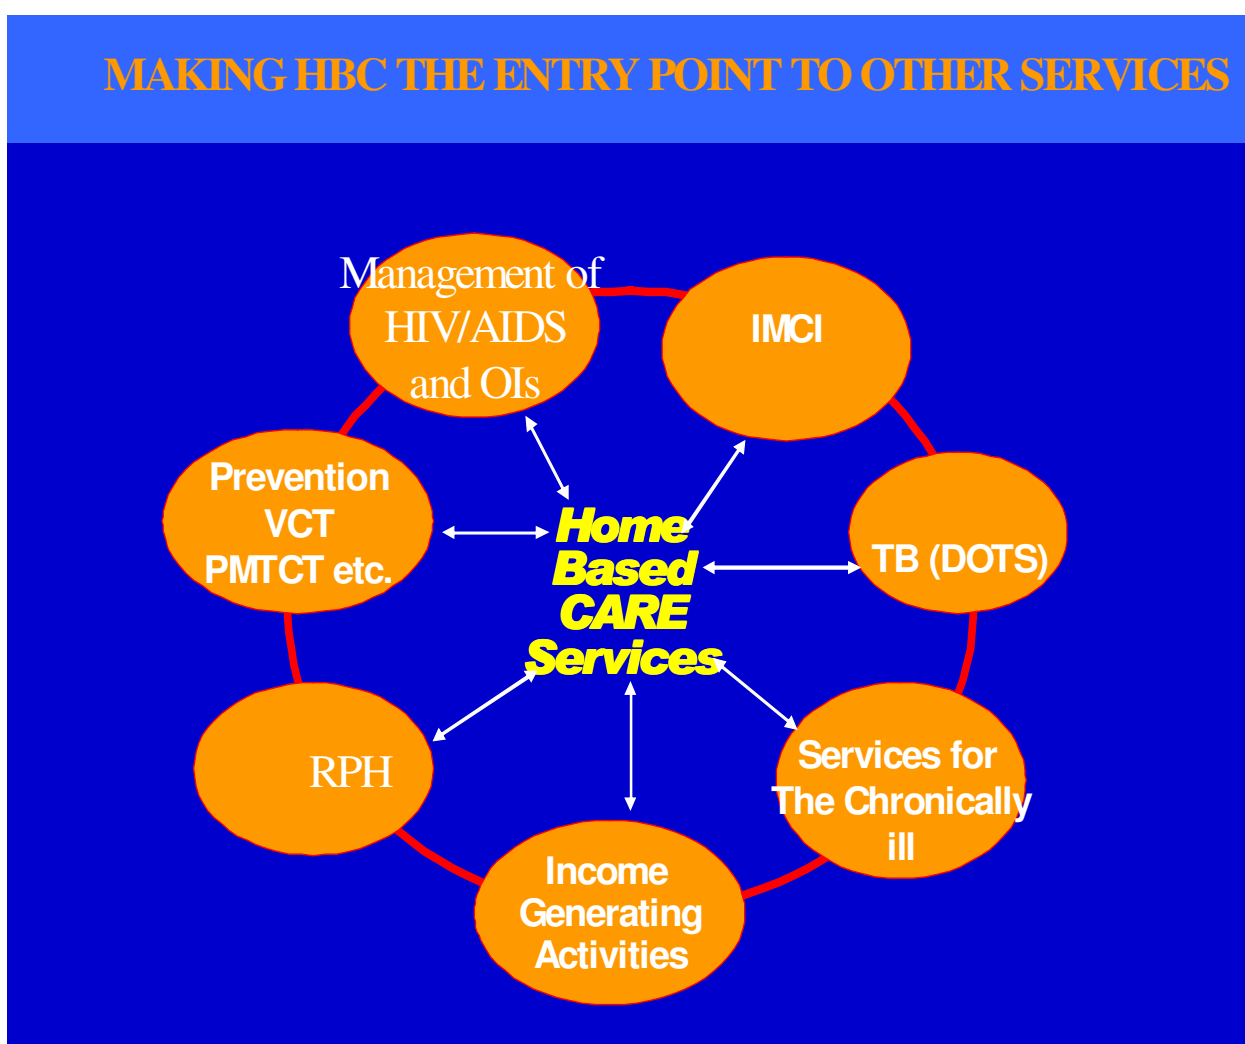 MAKING HBC THE ENTRY POINT TO OTHER SERVICES
Management of
HIV/AIDS
and OIs
IMCI
Prevention
VCT
PMTCT etc.
Home
Based
CARE
Services
TB (DOTS)
RPH
Services for
The Chronically
ill
Income
Generating
Activities